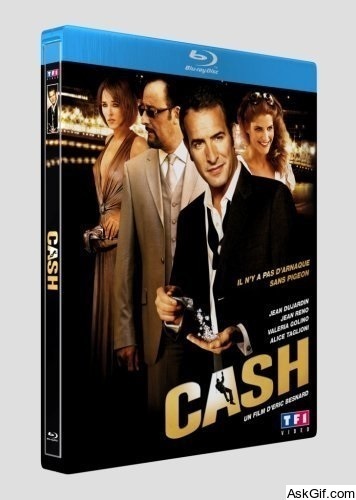 Blu-ray Disc
TF1
CASH
IL N'Y A PAS D'ARNAQUE
SANS PIGEON
JEAN DUJARDIN
JEAN RENO
VALERIA GOLINO
ALICE TAGLIONI
CASH
UN FILM D'ERIC BESNARD
TF1
VIDEO
AskGif.com